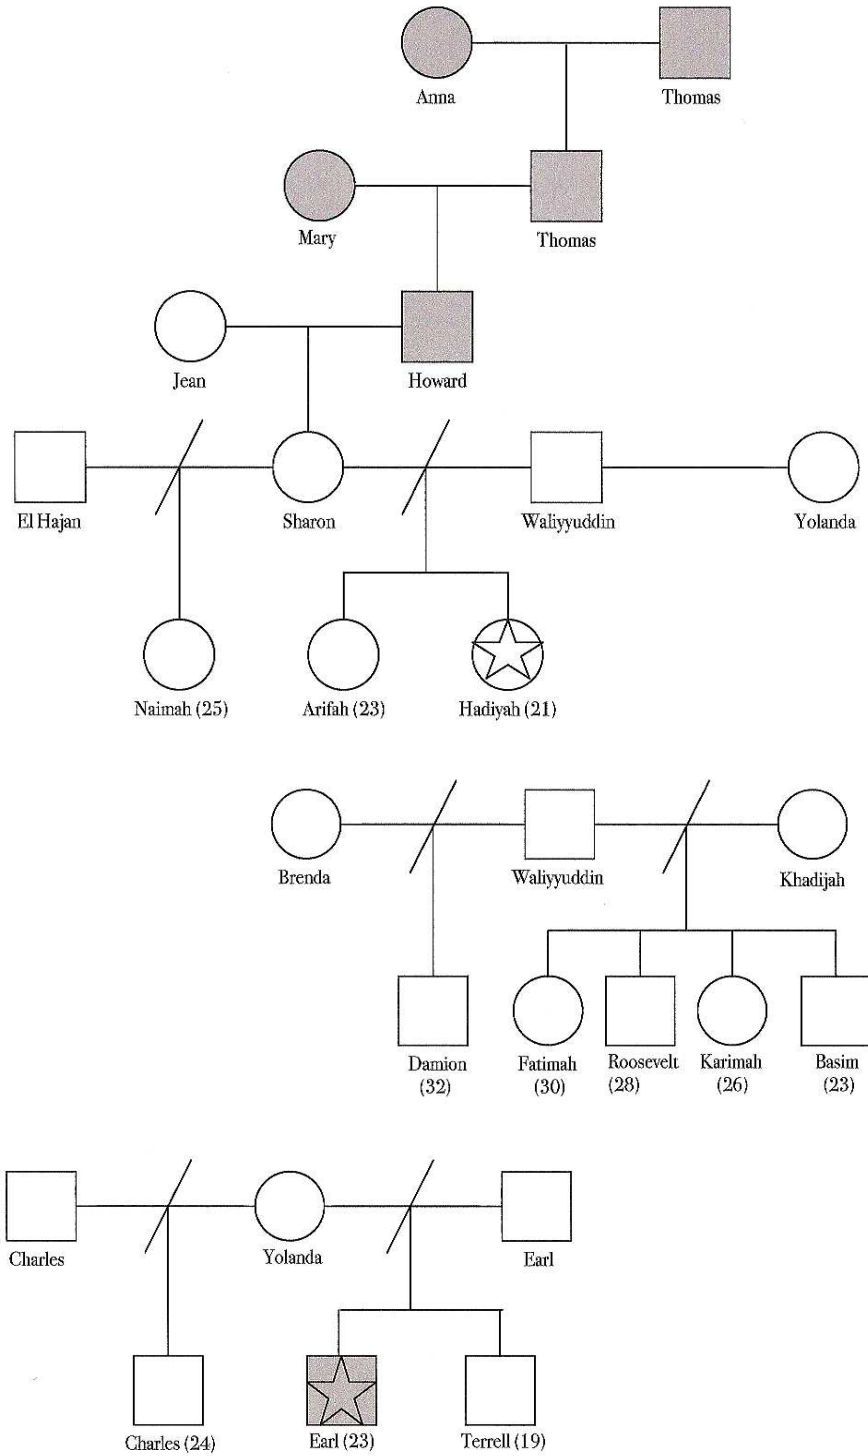 Anna
Thomas
Mary
Thomas
Jean
Howard
El Hajan
Sharon
Waliyyuddin
Yolanda
Naimah (25)
Arifah (23)
Hadiyah (21)
Brenda
Waliyyuddin
Khadijah
Damion
(32)
Fatimah
(30)
Roosevelt
(28)
Karimah
(26)
Basim
(23)
Charles
Yolanda
Earl
Charles (24)
Earl (23)
Terrell (19)